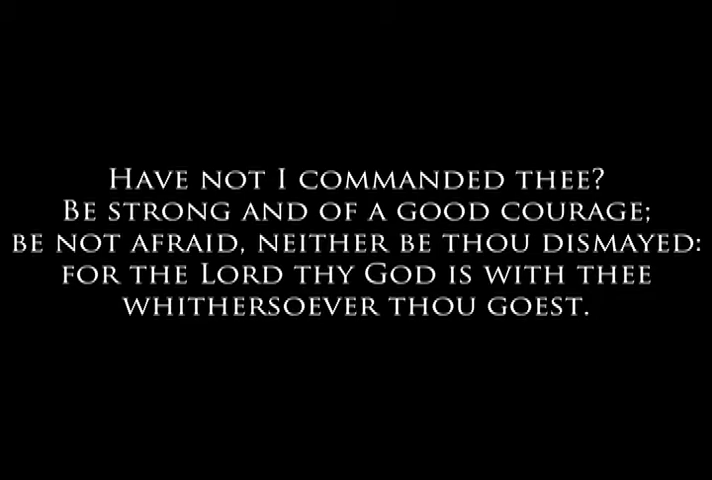 Have not I commanded thee?
Be strong and of a good courage;
be not afraid, neither be thou dismayed:
for the Lord thy God is with thee
whithersoever thou goest.